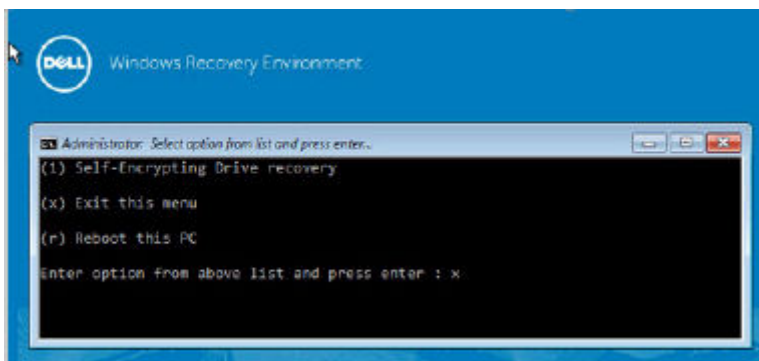 DELL
Windows Recovery Environment
Administrator: Select option from list and press enter..
(1) Self-Encrypting Drive recovery
(x) Exit this menu
(r) Reboot this PC
Enter option from above list and press enter : x